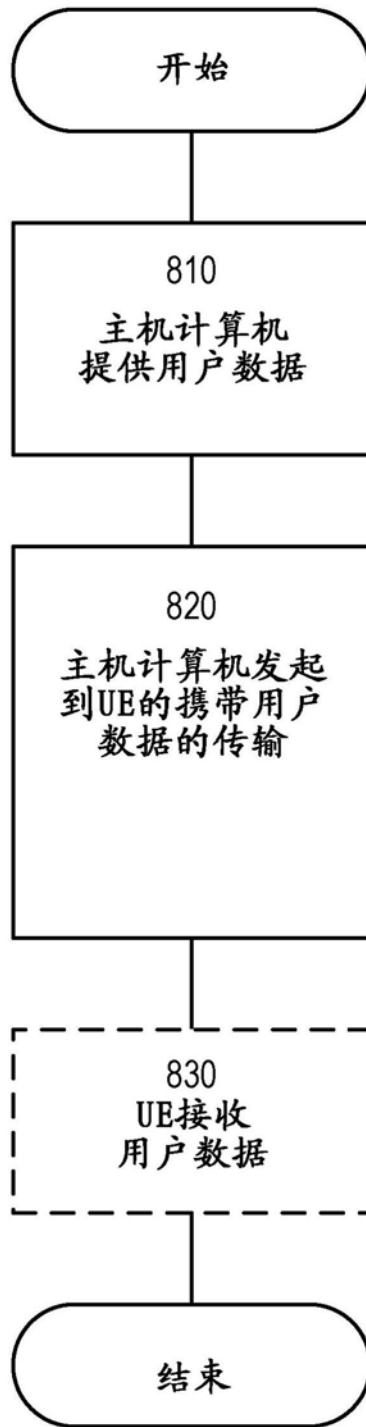 开始
810
主机计算机
提供用户数据
820
主机计算机发起
到UE的携带用户
数据的传输
830
UE接收
用户数据
结束